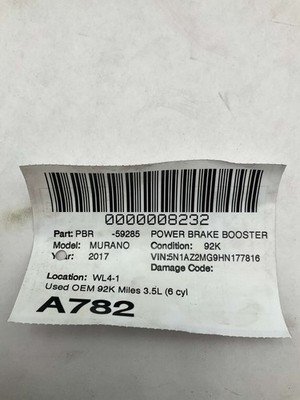 0000008232
Part: PBR -59285 POWER BRAKE BOOSTER
Model: MURANO Condition: 92K
Year: 2017 VIN:5N1AZ2MG9HN177816
Damage Code:
Location: WL4-1
Used OEM 92K Miles 3.5L (6 cyl
A782